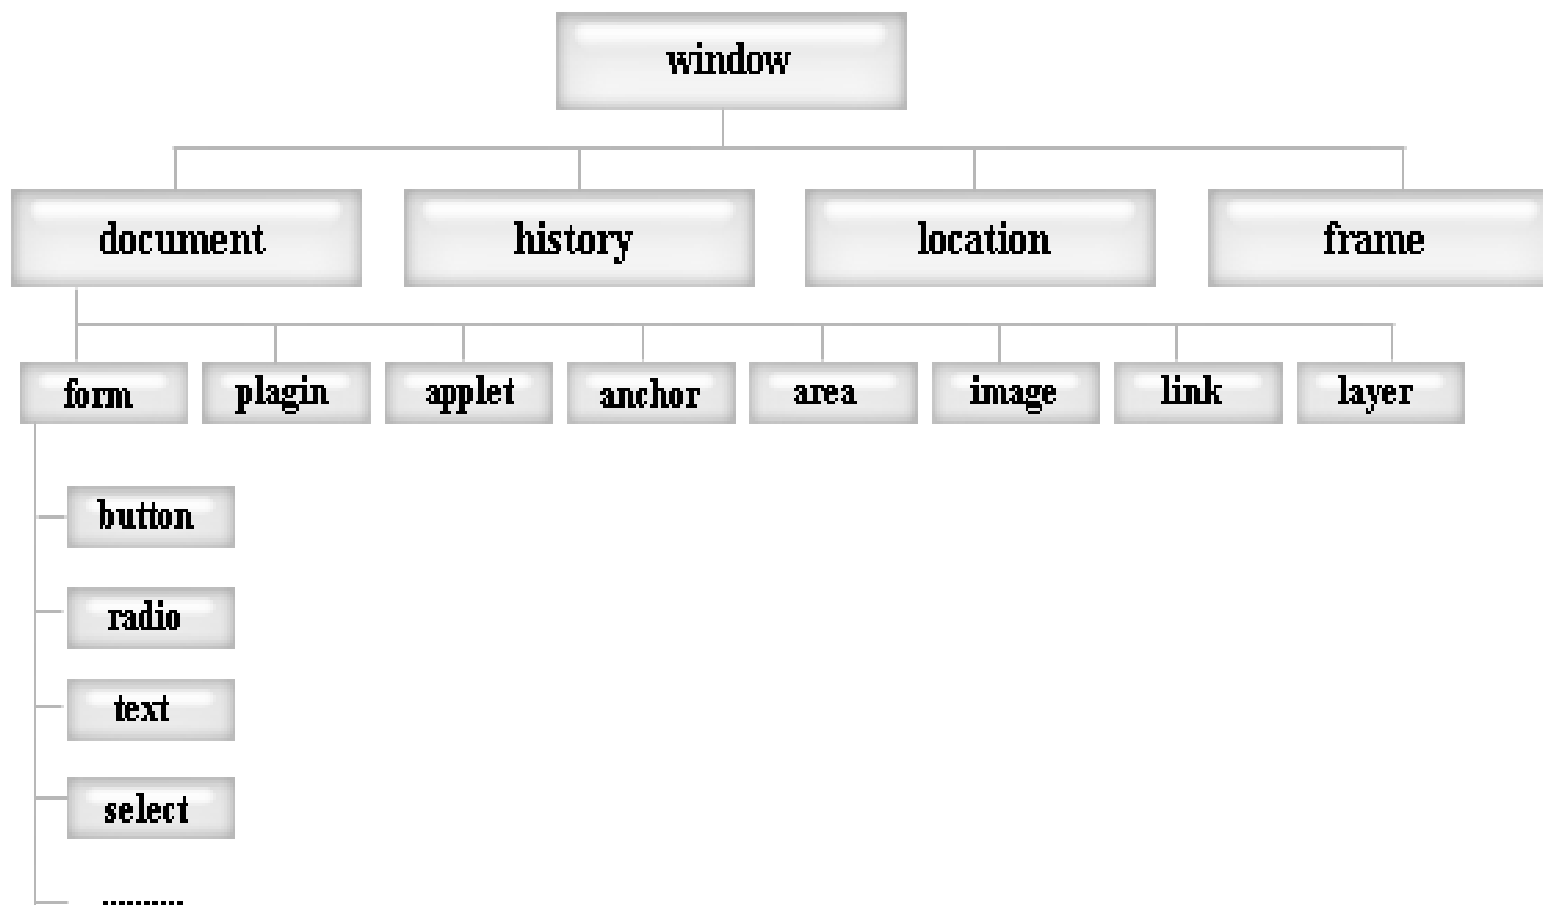 window
document history location frame
form plagin applet anchor area image link layer
button
radio
text
select
..........